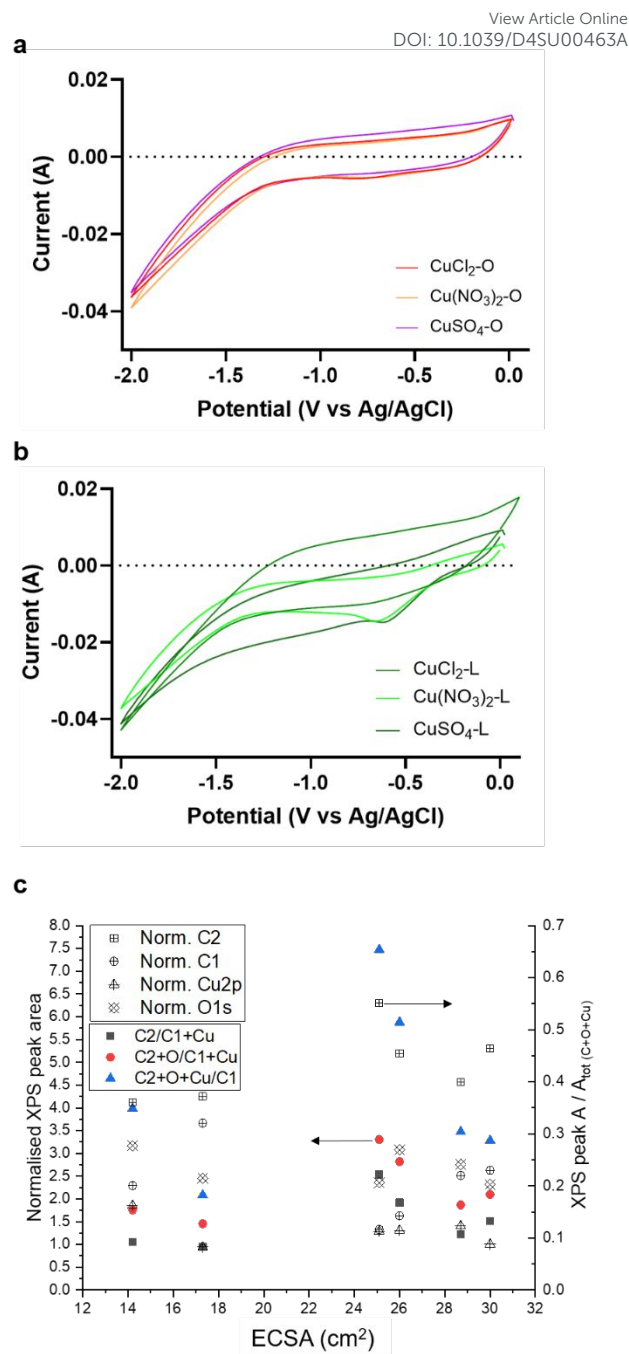 View Article Online
DOI: 10.1039/D4SU00463A
a
0.02
0.00
-0.02
-0.04
Current (A)
CuCl2-O
Cu(NO3)2-O
CuSO4-O
-2.0 -1.5 -1.0 -0.5 0.0
Potential (V vs Ag/AgCl)
b
0.02
0.00
-0.02
-0.04
Current (A)
CuCl2-L
Cu(NO3)2-L
CuSO4-L
-2.0 -1.5 -1.0 -0.5 0.0
Potential (V vs Ag/AgCl)
c
Normalised XPS peak area
8.0
7.5
7.0
6.5
6.0
5.5
5.0
4.5
4.0
3.5
3.0
2.5
2.0
1.5
1.0
0.5
0.0
Norm. C2
Norm. C1
Norm. Cu2p
Norm. O1s
C2/C1+Cu
C2+O/C1+Cu
C2+O+Cu/C1
0.7
0.6
0.5
0.4
0.3
0.2
0.1
0.0
XPS peak A / Atot (C+O+Cu)
12 14 16 18 20 22 24 26 28 30 32
ECSA (cm²)